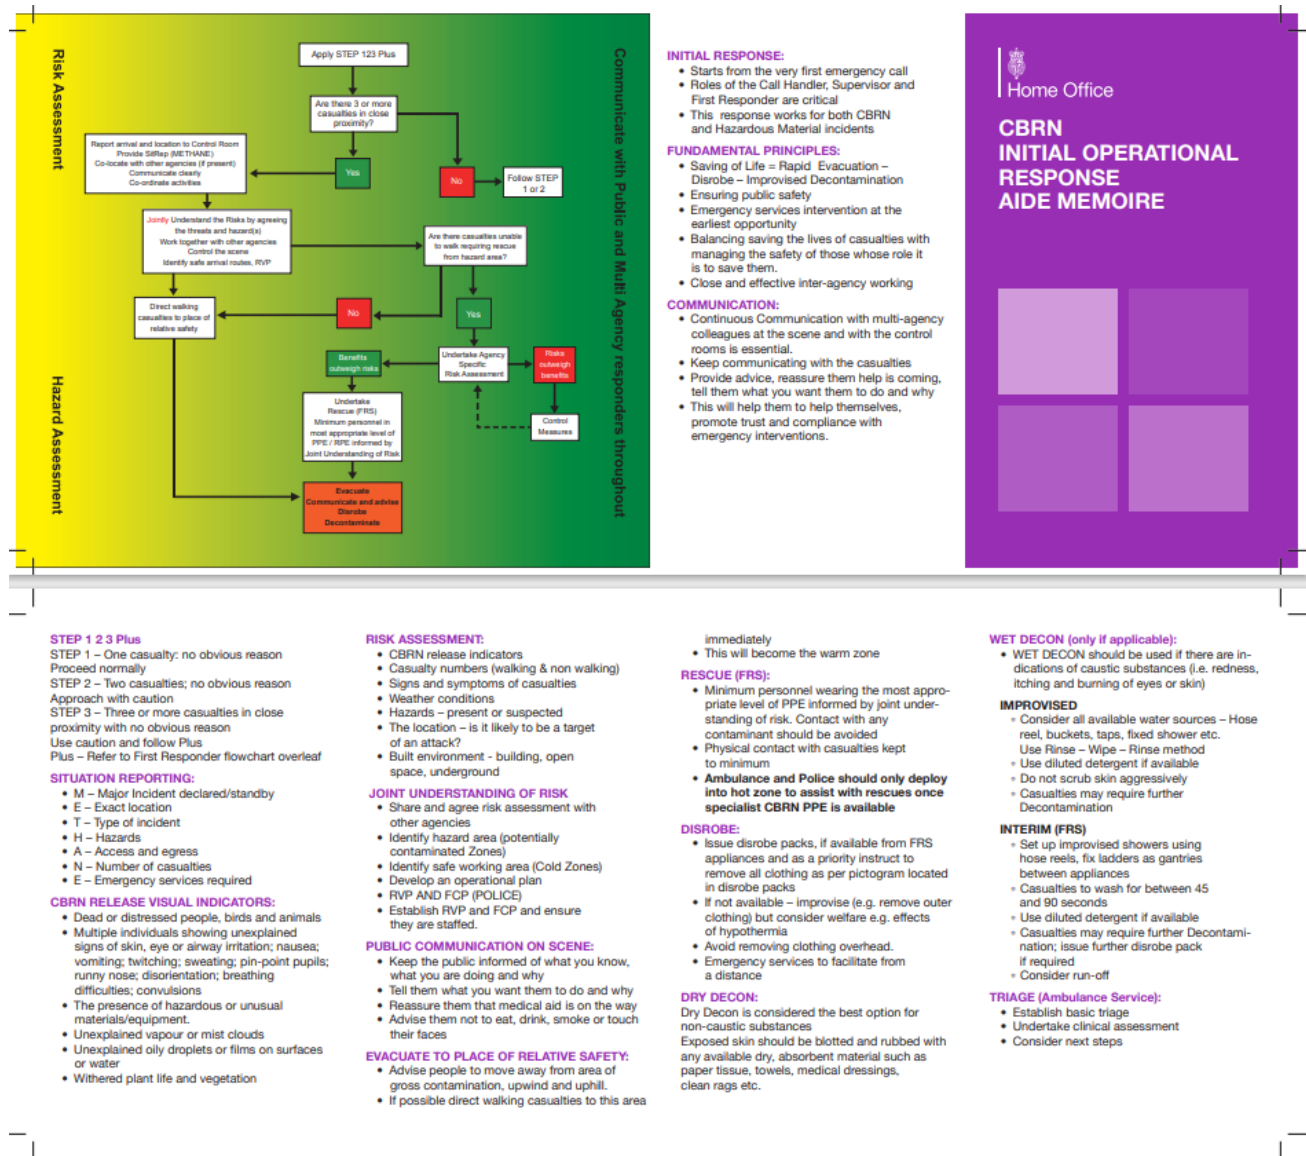 Risk Assessment
Hazard Assessment
Apply STEP 123 Plus
Are there 3 or more
casualties in close
proximity?
Yes
No
Follow STEP
1 or 2
Report arrival and location to Control Room
Provide SitRep (METHANE)
Co-locate with other agencies (if present)
Communicate clearly
Co-ordinate activities
Jointly Understand the Risks by agreeing
the threats and hazard(s)
Work together with other agencies
Control the scene
Identify safe arrival routes, RVP
Are there casualties unable
to walk requiring rescue
from hazard area?
Direct walking
casualties to place of
relative safety
No
Yes
Benefits
outweigh risks
Undertake Agency
Specific
Risk Assessment
Risks
outweigh
benefits
Undertake
Rescue (FRS)
Minimum personnel in
most appropriate level of
PPE / RPE informed by
Joint Understanding of Risk
Control
Measures
Evacuate
Communicate and advise
Disrobe
Decontaminate
Communicate with Public and Multi Agency responders throughout
INITIAL RESPONSE:
• Starts from the very first emergency call
• Roles of the Call Handler, Supervisor and
First Responder are critical
• This response works for both CBRN
and Hazardous Material incidents
FUNDAMENTAL PRINCIPLES:
• Saving of Life = Rapid Evacuation –
Disrobe – Improvised Decontamination
• Ensuring public safety
• Emergency services intervention at the
earliest opportunity
• Balancing saving the lives of casualties with
managing the safety of those whose role it
is to save them.
• Close and effective inter-agency working
COMMUNICATION:
• Continuous Communication with multi-agency
colleagues at the scene and with the control
rooms is essential.
• Keep communicating with the casualties
• Provide advice, reassure them help is coming,
tell them what you want them to do and why
• This will help them to help themselves,
promote trust and compliance with
emergency interventions.
Home Office
CBRN
INITIAL OPERATIONAL
RESPONSE
AIDE MEMOIRE
STEP 1 2 3 Plus
STEP 1 – One casualty: no obvious reason
Proceed normally
STEP 2 – Two casualties; no obvious reason
Approach with caution
STEP 3 – Three or more casualties in close
proximity with no obvious reason
Use caution and follow Plus
Plus – Refer to First Responder flowchart overleaf
SITUATION REPORTING:
• M – Major Incident declared/standby
• E – Exact location
• T – Type of incident
• H – Hazards
• A – Access and egress
• N – Number of casualties
• E – Emergency services required
CBRN RELEASE VISUAL INDICATORS:
• Dead or distressed people, birds and animals
• Multiple individuals showing unexplained
signs of skin, eye or airway irritation; nausea;
vomiting; twitching; sweating; pin-point pupils;
runny nose; disorientation; breathing
difficulties; convulsions
• The presence of hazardous or unusual
materials/equipment.
• Unexplained vapour or mist clouds
• Unexplained oily droplets or films on surfaces
or water
• Withered plant life and vegetation
RISK ASSESSMENT:
• CBRN release indicators
• Casualty numbers (walking & non walking)
• Signs and symptoms of casualties
• Weather conditions
• Hazards – present or suspected
• The location – is it likely to be a target
of an attack?
• Built environment - building, open
space, underground
JOINT UNDERSTANDING OF RISK
• Share and agree risk assessment with
other agencies
• Identify hazard area (potentially
contaminated Zones)
• Identify safe working area (Cold Zones)
• Develop an operational plan
• RVP AND FCP (POLICE)
• Establish RVP and FCP and ensure
they are staffed.
PUBLIC COMMUNICATION ON SCENE:
• Keep the public informed of what you know,
what you are doing and why
• Tell them what you want them to do and why
• Reassure them that medical aid is on the way
• Advise them not to eat, drink, smoke or touch
their faces
EVACUATE TO PLACE OF RELATIVE SAFETY:
• Advise people to move away from area of
gross contamination, upwind and uphill.
• If possible direct walking casualties to this area
immediately
• This will become the warm zone
RESCUE (FRS):
• Minimum personnel wearing the most appro-
priate level of PPE informed by joint under-
standing of risk. Contact with any
contaminant should be avoided
• Physical contact with casualties kept
to minimum
• Ambulance and Police should only deploy
into hot zone to assist with rescues once
specialist CBRN PPE is available
DISROBE:
• Issue disrobe packs, if available from FRS
appliances and as a priority instruct to
remove all clothing as per pictogram located
in disrobe packs
• If not available – improvise (e.g. remove outer
clothing) but consider welfare e.g. effects
of hypothermia
• Avoid removing clothing overhead.
• Emergency services to facilitate from
a distance
DRY DECON:
Dry Decon is considered the best option for
non-caustic substances
Exposed skin should be blotted and rubbed with
any available dry, absorbent material such as
paper tissue, towels, medical dressings,
clean rags etc.
WET DECON (only if applicable):
• WET DECON should be used if there are in-
dications of caustic substances (i.e. redness,
itching and burning of eyes or skin)
IMPROVISED
◦ Consider all available water sources – Hose
reel, buckets, taps, fixed shower etc.
Use Rinse – Wipe – Rinse method
◦ Use diluted detergent if available
◦ Do not scrub skin aggressively
◦ Casualties may require further
Decontamination
INTERIM (FRS)
◦ Set up improvised showers using
hose reels, fix ladders as gantries
between appliances
◦ Casualties to wash for between 45
and 90 seconds
◦ Use diluted detergent if available
◦ Casualties may require further Decontami-
nation; issue further disrobe pack
if required
◦ Consider run-off
TRIAGE (Ambulance Service):
• Establish basic triage
• Undertake clinical assessment
• Consider next steps